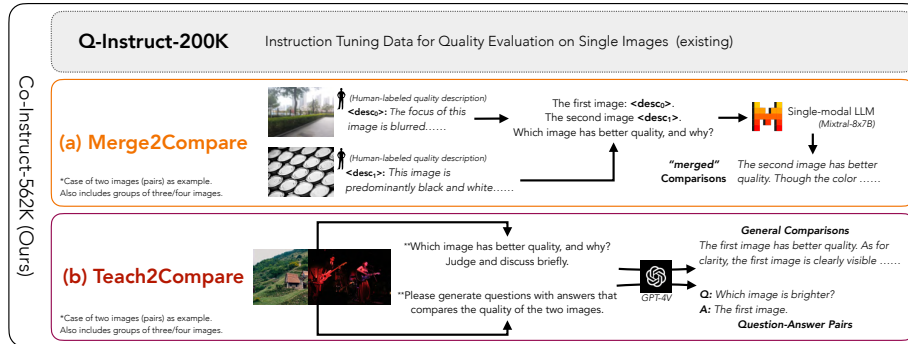 Co-Instruct-562K (Ours)
Q-Instruct-200K
Instruction Tuning Data for Quality Evaluation on Single Images (existing)
(a) Merge2Compare
*Case of two images (pairs) as example.
Also includes groups of three/four images.
(Human-labeled quality description)
<desc₀>: The focus of this
image is blurred……
(Human-labeled quality description)
<desc₁>: This image is
predominantly black and white……
The first image: <desc₀>.
The second image <desc₁>.
Which image has better quality, and why?
Single-modal LLM
(Mixtral-8x7B)
"merged"
Comparisons
The second image has better
quality. Though the color ……
(b) Teach2Compare
*Case of two images (pairs) as example.
Also includes groups of three/four images.
**Which image has better quality, and why?
Judge and discuss briefly.
**Please generate questions with answers that
compares the quality of the two images.
GPT-4V
General Comparisons
The first image has better quality. As for
clarity, the first image is clearly visible ……
Q: Which image is brighter?
A: The first image.
Question-Answer Pairs